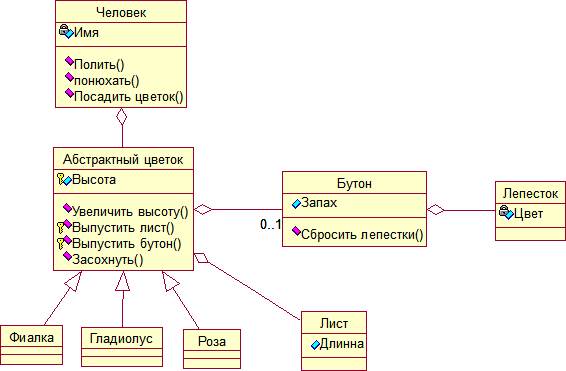 Человек
Имя
Полить()
понюхать()
Посадить цветок()
Абстрактный цветок
Высота
Увеличить высоту()
Выпустить лист()
Выпустить бутон()
Засохнуть()
Бутон
Запах
Сбросить лепестки()
0..1
Лепесток
Цвет
Фиалка
Гладиолус
Роза
Лист
Длинна